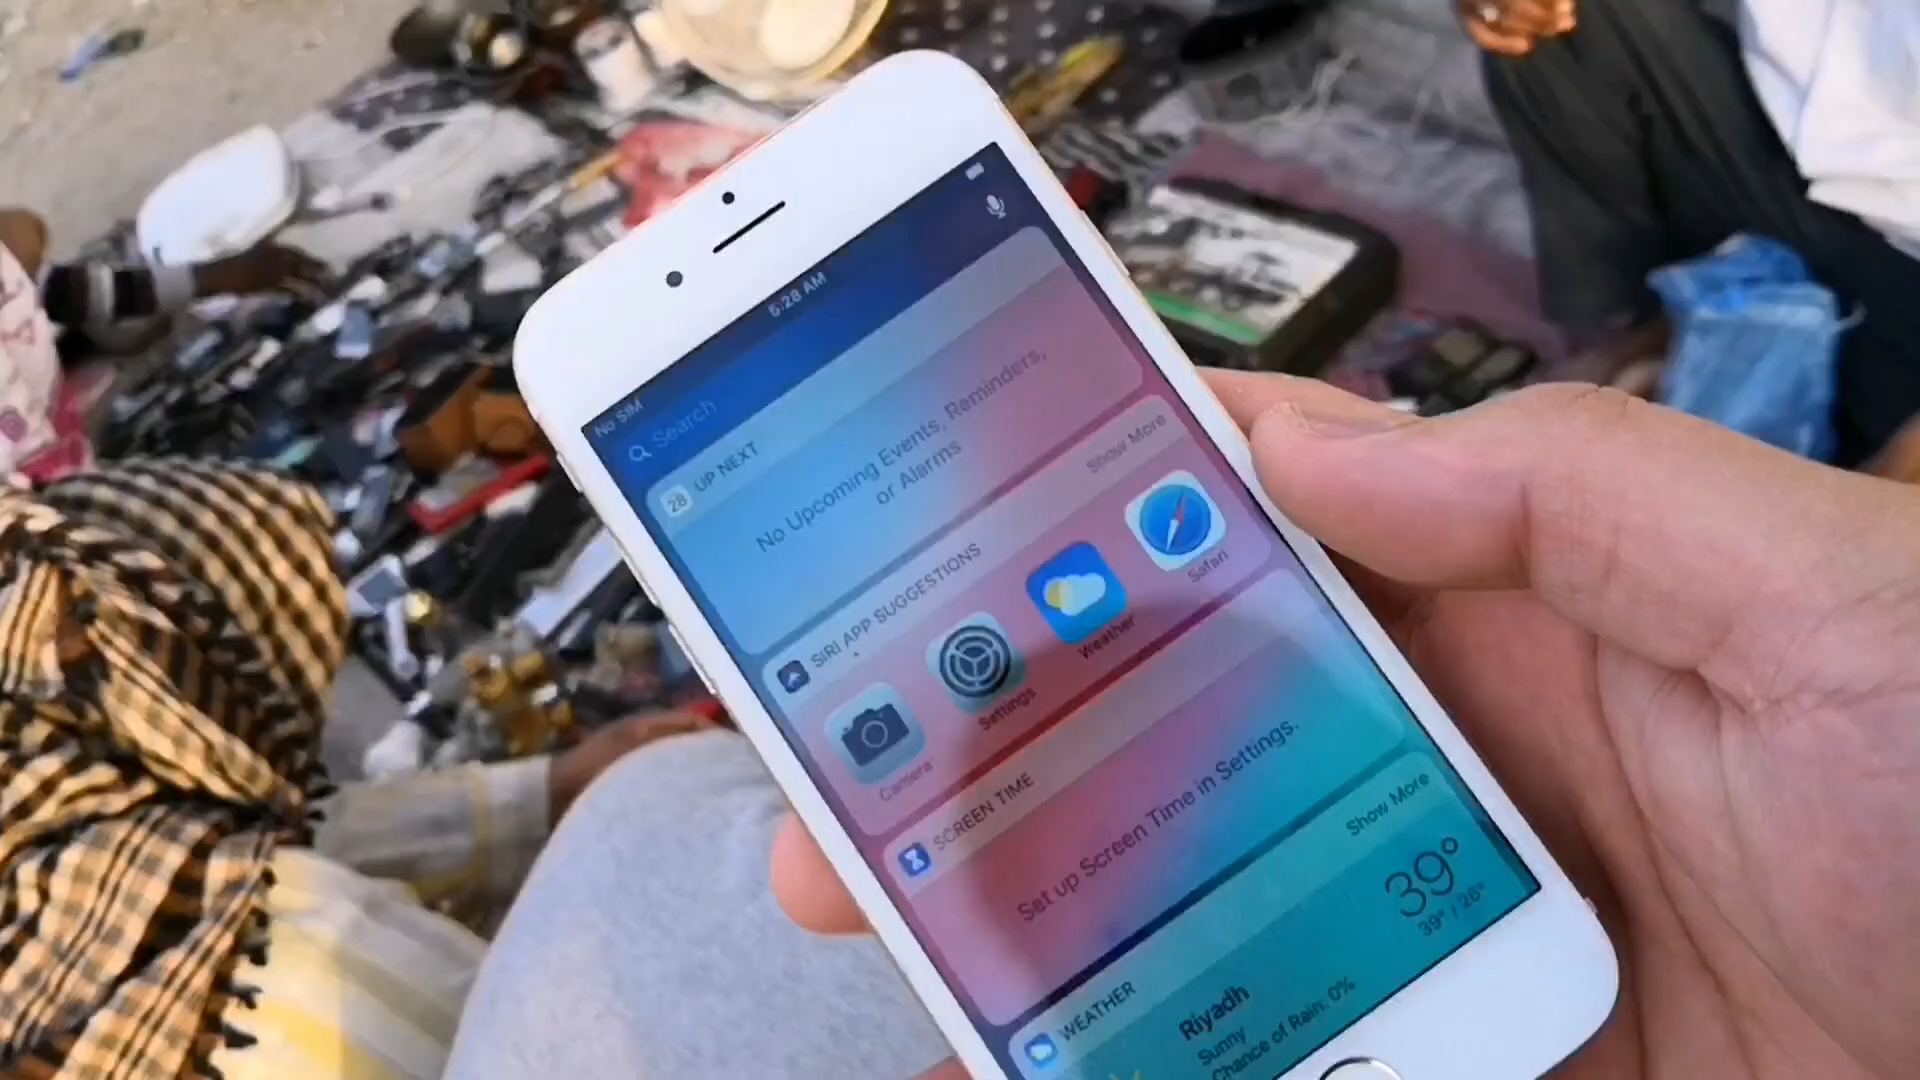 No SIM
6:28 AM
Search
28
UP NEXT
No Upcoming Events, Reminders,
or Alarms
SIRI APP SUGGESTIONS
Show More
Camera
Settings
Weather
Safari
SCREEN TIME
Set up Screen Time in Settings.
WEATHER
Show More
Riyadh
Sunny
Chance of Rain: 0%
39°
39° / 26°